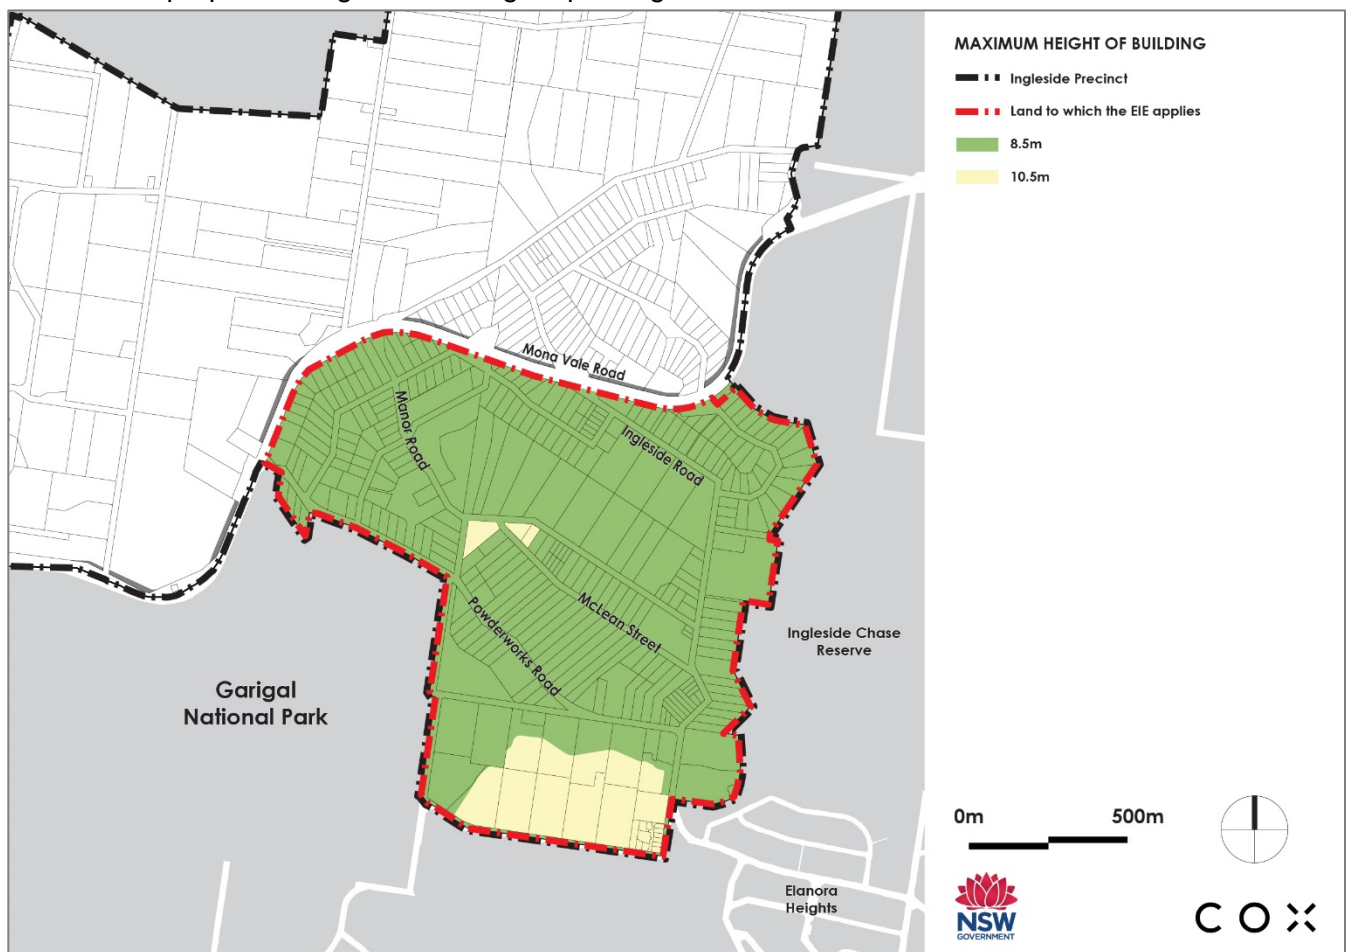 MAXIMUM HEIGHT OF BUILDING
Ingleside Precinct
Land to which the EIE applies
8.5m
10.5m
Mona Vale Road
Manor Road
Ingleside Road
McLean Street
Powderworks Road
Ingleside Chase
Reserve
Garigal
National Park
Elanora
Heights
0m 500m
NSW
GOVERNMENT
COX